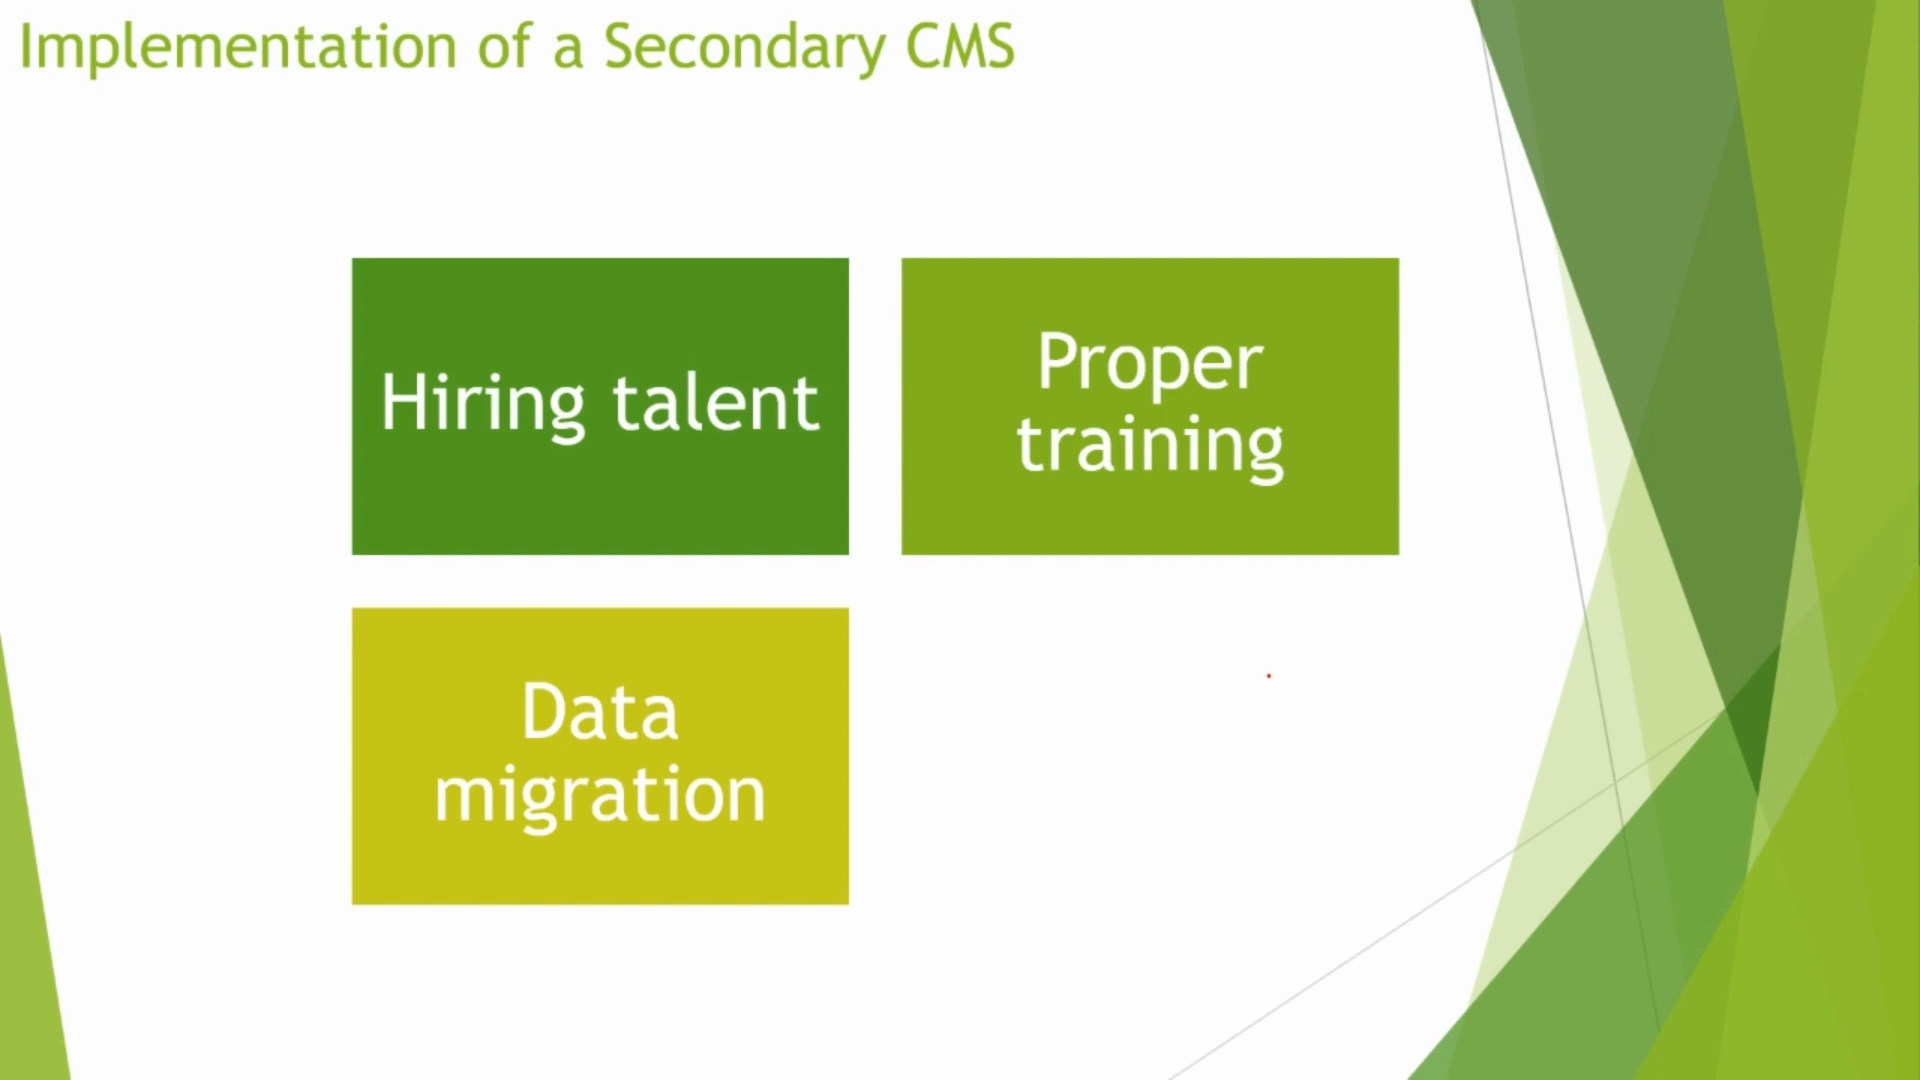 Implementation of a Secondary CMS
Hiring talent
Proper
training
Data
migration